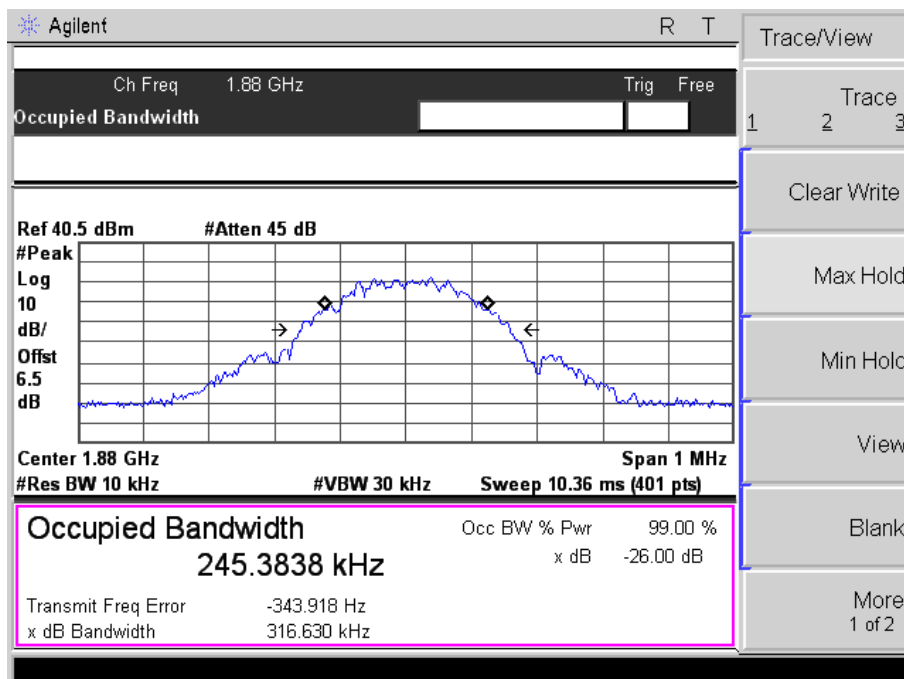 Agilent R T
Trace/View
Ch Freq 1.88 GHz Trig Free
Occupied Bandwidth
Trace
1 2 3
Clear Write
Max Hold
Min Hold
View
Blank
More
1 of 2
Ref 40.5 dBm #Atten 45 dB
#Peak
Log
10
dB/
Offst
6.5
dB
Center 1.88 GHz Span 1 MHz
#Res BW 10 kHz #VBW 30 kHz Sweep 10.36 ms (401 pts)
Occupied Bandwidth Occ BW % Pwr 99.00 %
245.3838 kHz x dB -26.00 dB
Transmit Freq Error -343.918 Hz
x dB Bandwidth 316.630 kHz